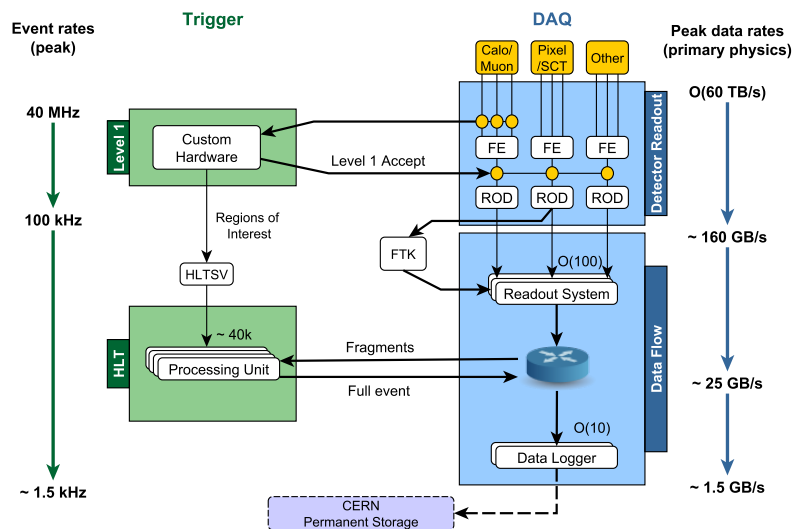 Event rates
(peak)
Trigger
DAQ
Peak data rates
(primary physics)
Calo/
Muon
Pixel
/SCT
Other
40 MHz
O(60 TB/s)
Level 1
Custom
Hardware
FE
FE
FE
Detector Readout
Level 1 Accept
ROD
ROD
ROD
100 kHz
Regions of
Interest
~ 160 GB/s
FTK
O(100)
HLTSV
Readout System
~ 40k
HLT
Processing Unit
Fragments
Full event
Data Flow
~ 25 GB/s
O(10)
Data Logger
~ 1.5 kHz
~ 1.5 GB/s
CERN
Permanent Storage